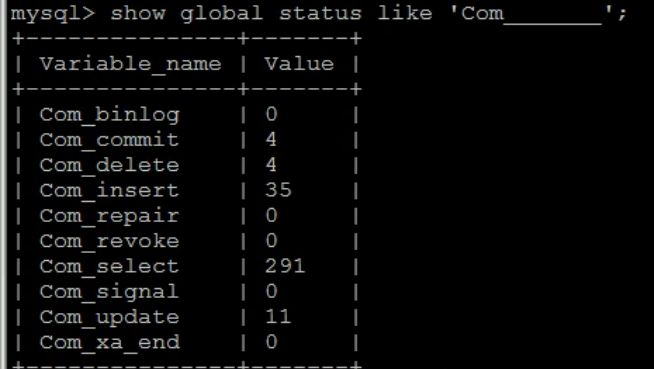 mysql> show global status like 'Com_______';
+---------------+-------+
| Variable_name | Value |
+---------------+-------+
| Com_binlog    | 0     |
| Com_commit    | 4     |
| Com_delete    | 4     |
| Com_insert    | 35    |
| Com_repair    | 0     |
| Com_revoke    | 0     |
| Com_select    | 291   |
| Com_signal    | 0     |
| Com_update    | 11    |
| Com_xa_end    | 0     |
+---------------+-------+